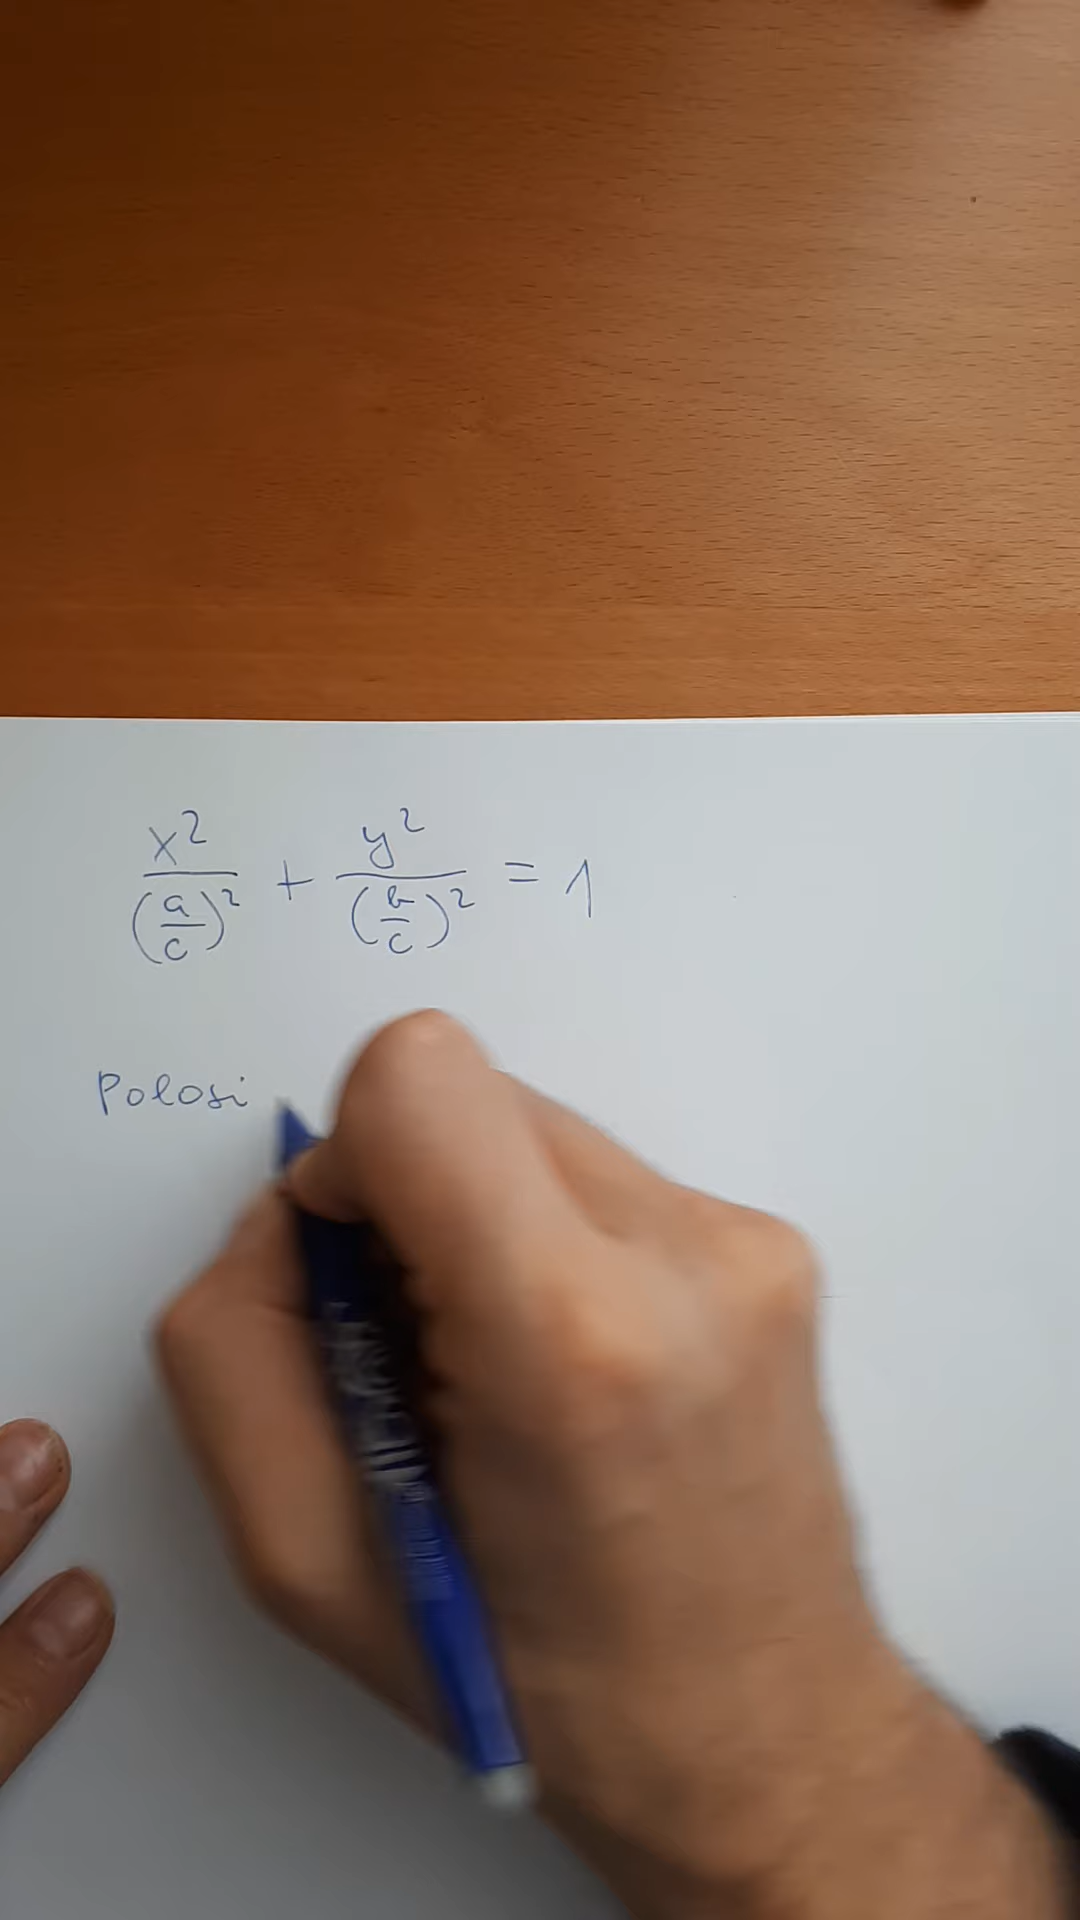 x²/(a/c)² + y²/(b/c)² = 1
Polosi